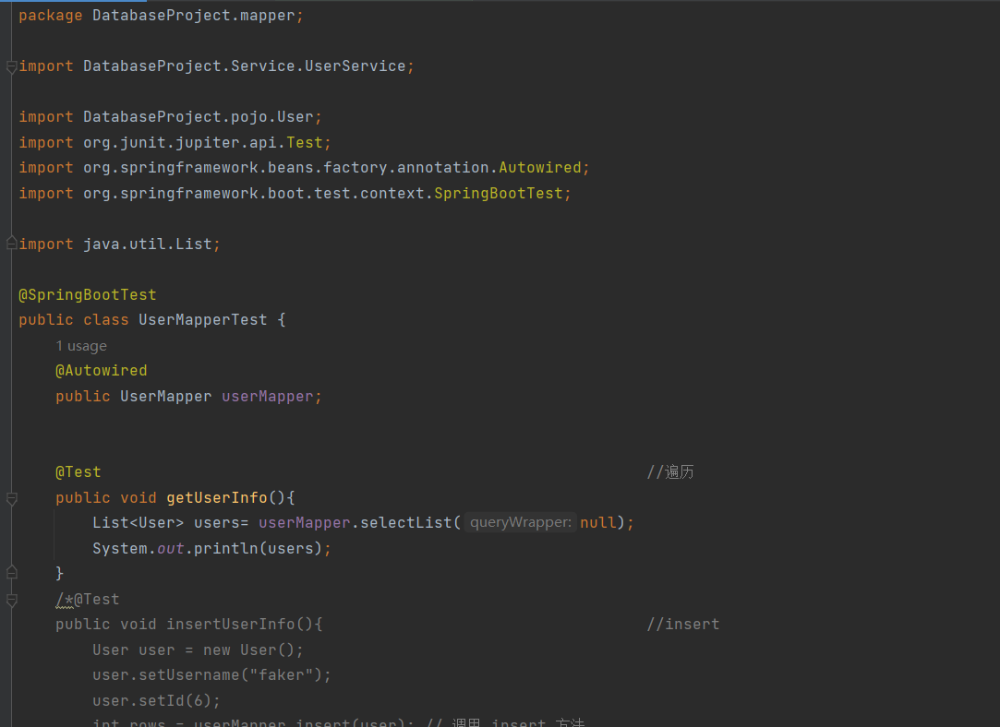 package DatabaseProject.mapper;
import DatabaseProject.Service.UserService;
import DatabaseProject.pojo.User;
import org.junit.jupiter.api.Test;
import org.springframework.beans.factory.annotation.Autowired;
import org.springframework.boot.test.context.SpringBootTest;
import java.util.List;
@SpringBootTest
public class UserMapperTest {
1 usage
@Autowired
public UserMapper userMapper;
@Test //遍历
public void getUserInfo(){
List<User> users= userMapper.selectList( queryWrapper: null);
System.out.println(users);
}
/*@Test
public void insertUserInfo(){ //insert
User user = new User();
user.setUsername("faker");
user.setId(6);
int rows = userMapper.insert(user); // 调用 insert 方法